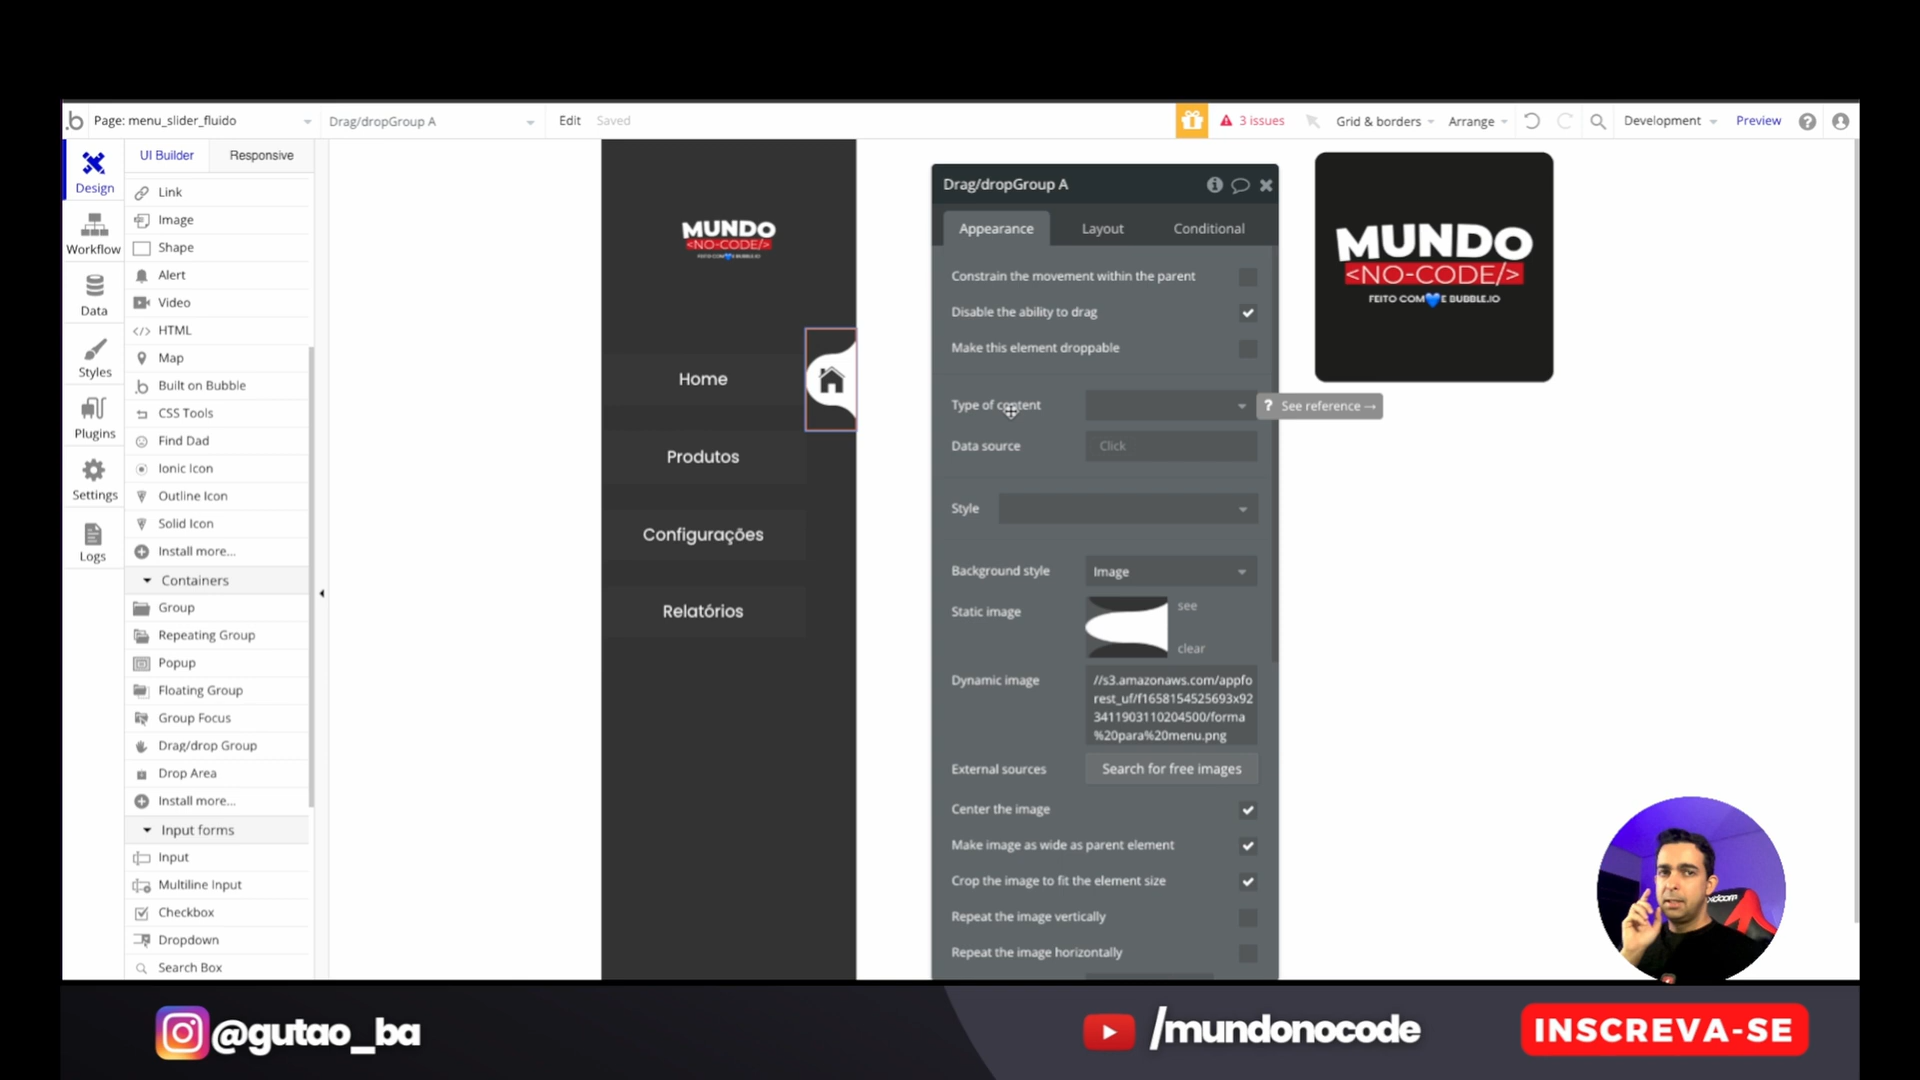 Page: menu_slider_fluido
Drag/dropGroup A
Edit
Saved
3 issues
Grid & borders
Arrange
Development
Preview
Design
Workflow
Data
Styles
Plugins
Settings
Logs
UI Builder
Responsive
Link
Image
Shape
Alert
Video
HTML
Map
Built on Bubble
CSS Tools
Find Dad
Ionic Icon
Outline Icon
Solid Icon
Install more...
Containers
Group
Repeating Group
Popup
Floating Group
Group Focus
Drag/drop Group
Drop Area
Install more...
Input forms
Input
Multiline Input
Checkbox
Dropdown
Search Box
MUNDO
<NO-CODE/>
FEITO COM💙E BUBBLE.IO
Home
Produtos
Configurações
Relatórios
Drag/dropGroup A
Appearance
Layout
Conditional
Constrain the movement within the parent
Disable the ability to drag
Make this element droppable
Type of content
? See reference →
Data source
Click
Style
Background style
Image
Static image
see
clear
Dynamic image
//s3.amazonaws.com/appfo
rest_uf/f1658154525693x92
3411903110204500/forma
%20para%20menu.png
External sources
Search for free images
Center the image
Make image as wide as parent element
Crop the image to fit the element size
Repeat the image vertically
Repeat the image horizontally
MUNDO
<NO-CODE/>
FEITO COM💙E BUBBLE.IO
@gutao_ba
/mundonocode
INSCREVA-SE